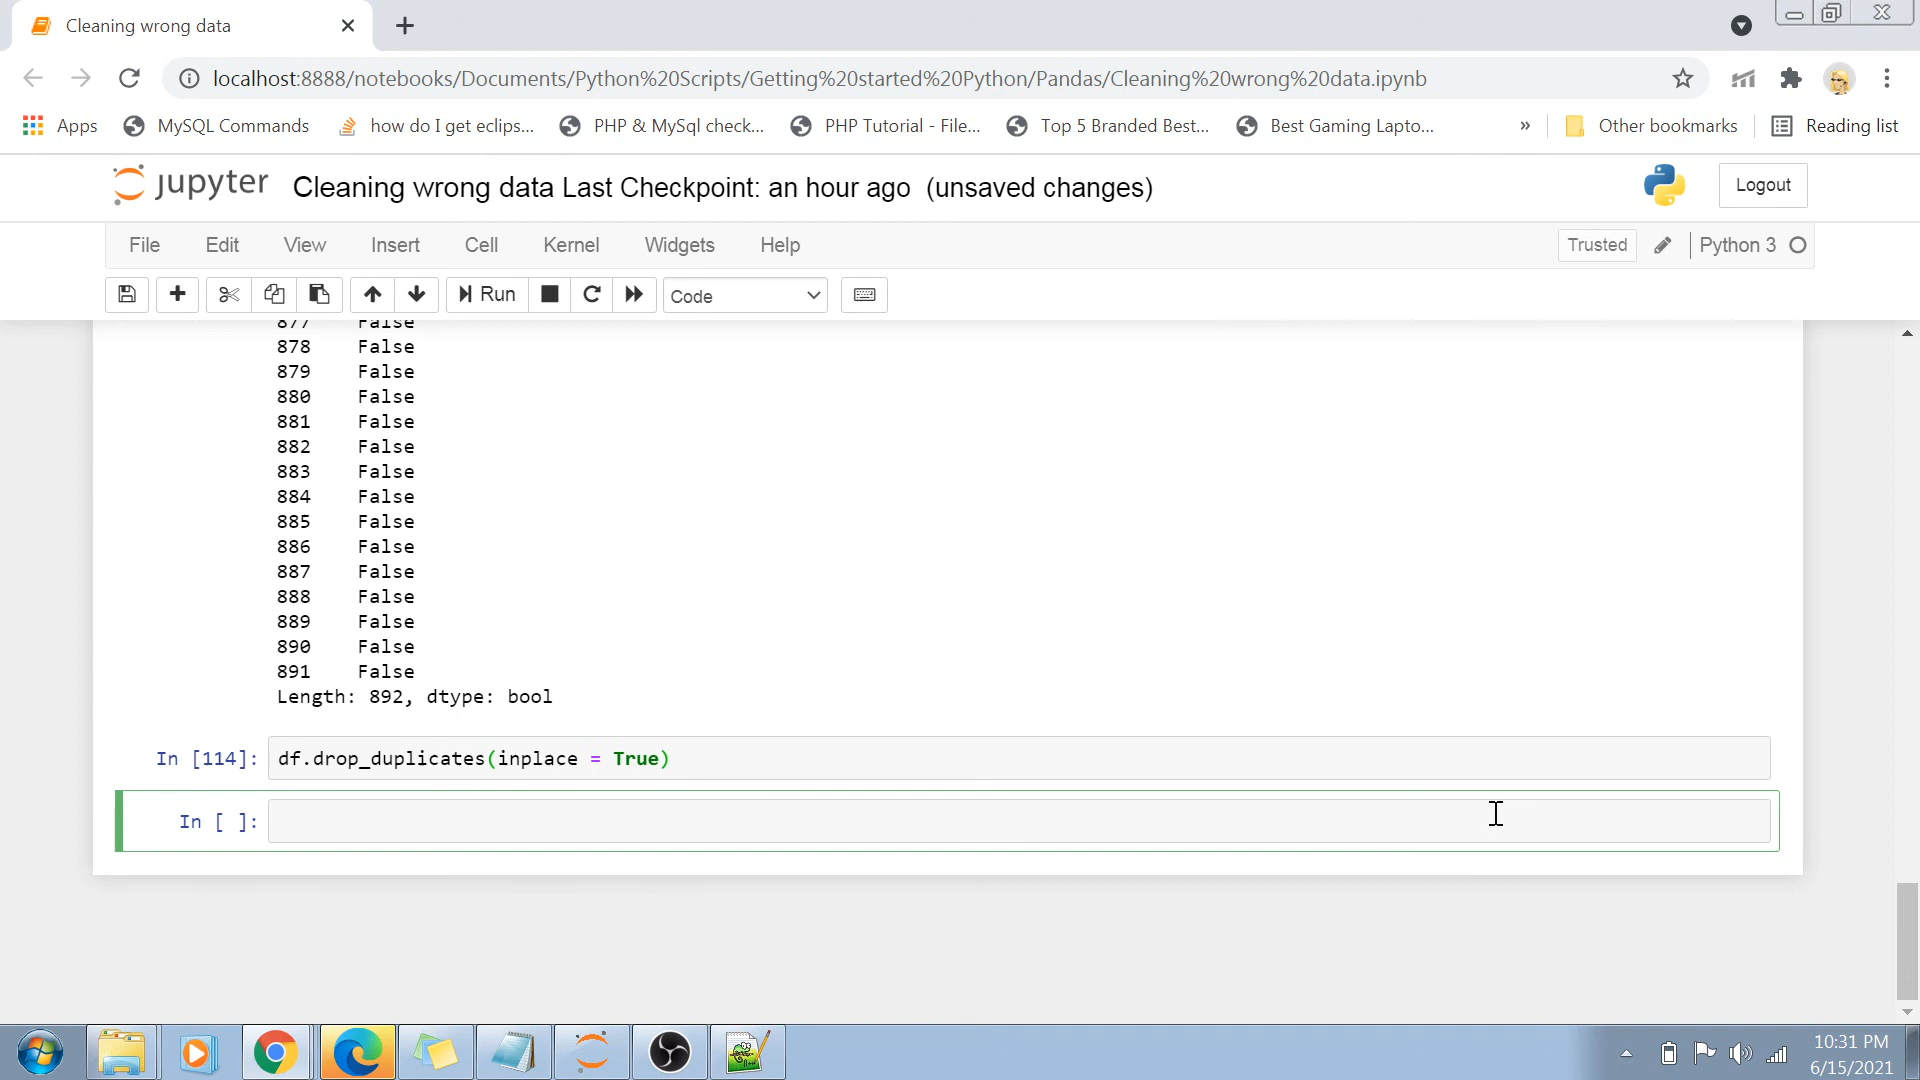 Cleaning wrong data
localhost:8888/notebooks/Documents/Python%20Scripts/Getting%20started%20Python/Pandas/Cleaning%20wrong%20data.ipynb
Apps MySQL Commands how do I get eclips... PHP & MySql check... PHP Tutorial - File... Top 5 Branded Best... Best Gaming Lapto... » Other bookmarks Reading list
jupyter Cleaning wrong data Last Checkpoint: an hour ago (unsaved changes) Logout
File Edit View Insert Cell Kernel Widgets Help Trusted Python 3
Run Code
877 False
878 False
879 False
880 False
881 False
882 False
883 False
884 False
885 False
886 False
887 False
888 False
889 False
890 False
891 False
Length: 892, dtype: bool
In [114]: df.drop_duplicates(inplace = True)
In [ ]:
10:31 PM
6/15/2021